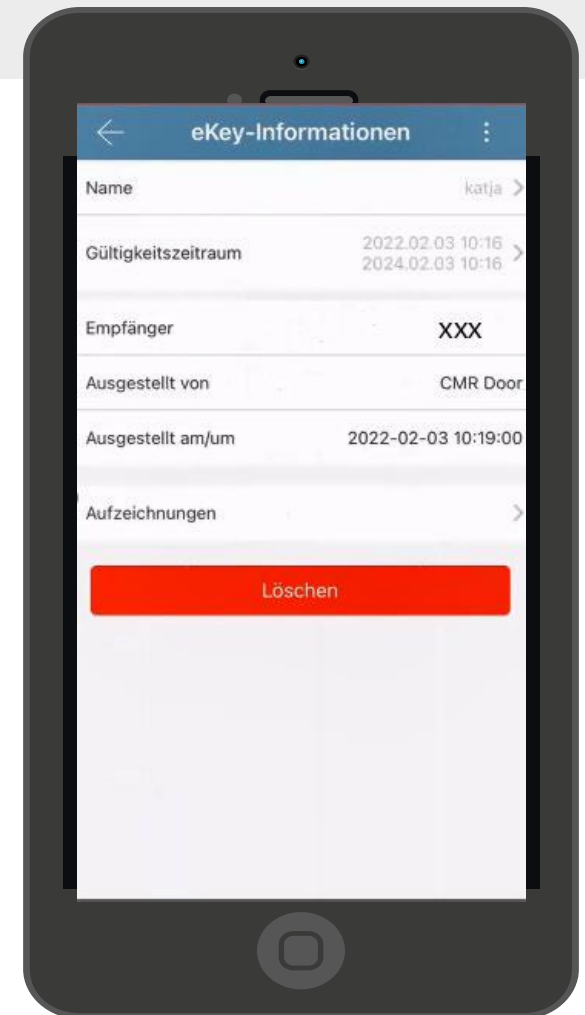 eKey-Informationen
Name katja
Gültigkeitszeitraum 2022.02.03 10:16
2024.02.03 10:16
Empfänger XXX
Ausgestellt von CMR Door
Ausgestellt am/um 2022-02-03 10:19:00
Aufzeichnungen
Löschen